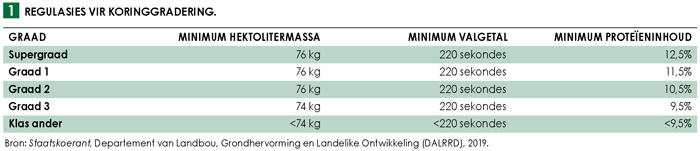 1 REGULASIES VIR KORINGGRADERING.
GRAAD MINIMUM HEKTOLITERMASSA MINIMUM VALGETAL MINIMUM PROTEÏENINHOUD
Supergraad 76 kg 220 sekondes 12,5%
Graad 1 76 kg 220 sekondes 11,5%
Graad 2 76 kg 220 sekondes 10,5%
Graad 3 74 kg 220 sekondes 9,5%
Klas ander <74 kg <220 sekondes <9,5%
Bron: Staatskoerant, Departement van Landbou, Grondhervorming en Landelike Ontwikkeling (DALRRD), 2019.